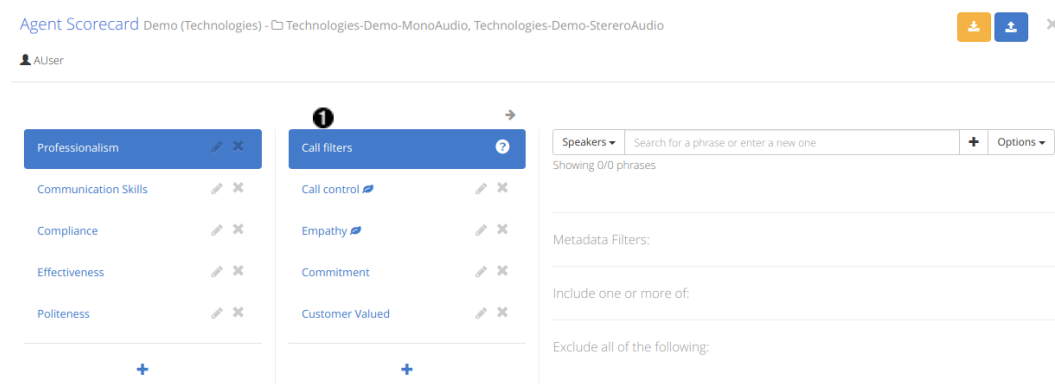 Agent Scorecard Demo (Technologies) - Technologies-Demo-MonoAudio, Technologies-Demo-StereroAudio
AUser
1
Professionalism
Communication Skills
Compliance
Effectiveness
Politeness
Call filters
Call control
Empathy
Commitment
Customer Valued
Speakers Search for a phrase or enter a new one Options
Showing 0/0 phrases
Metadata Filters:
Include one or more of:
Exclude all of the following: